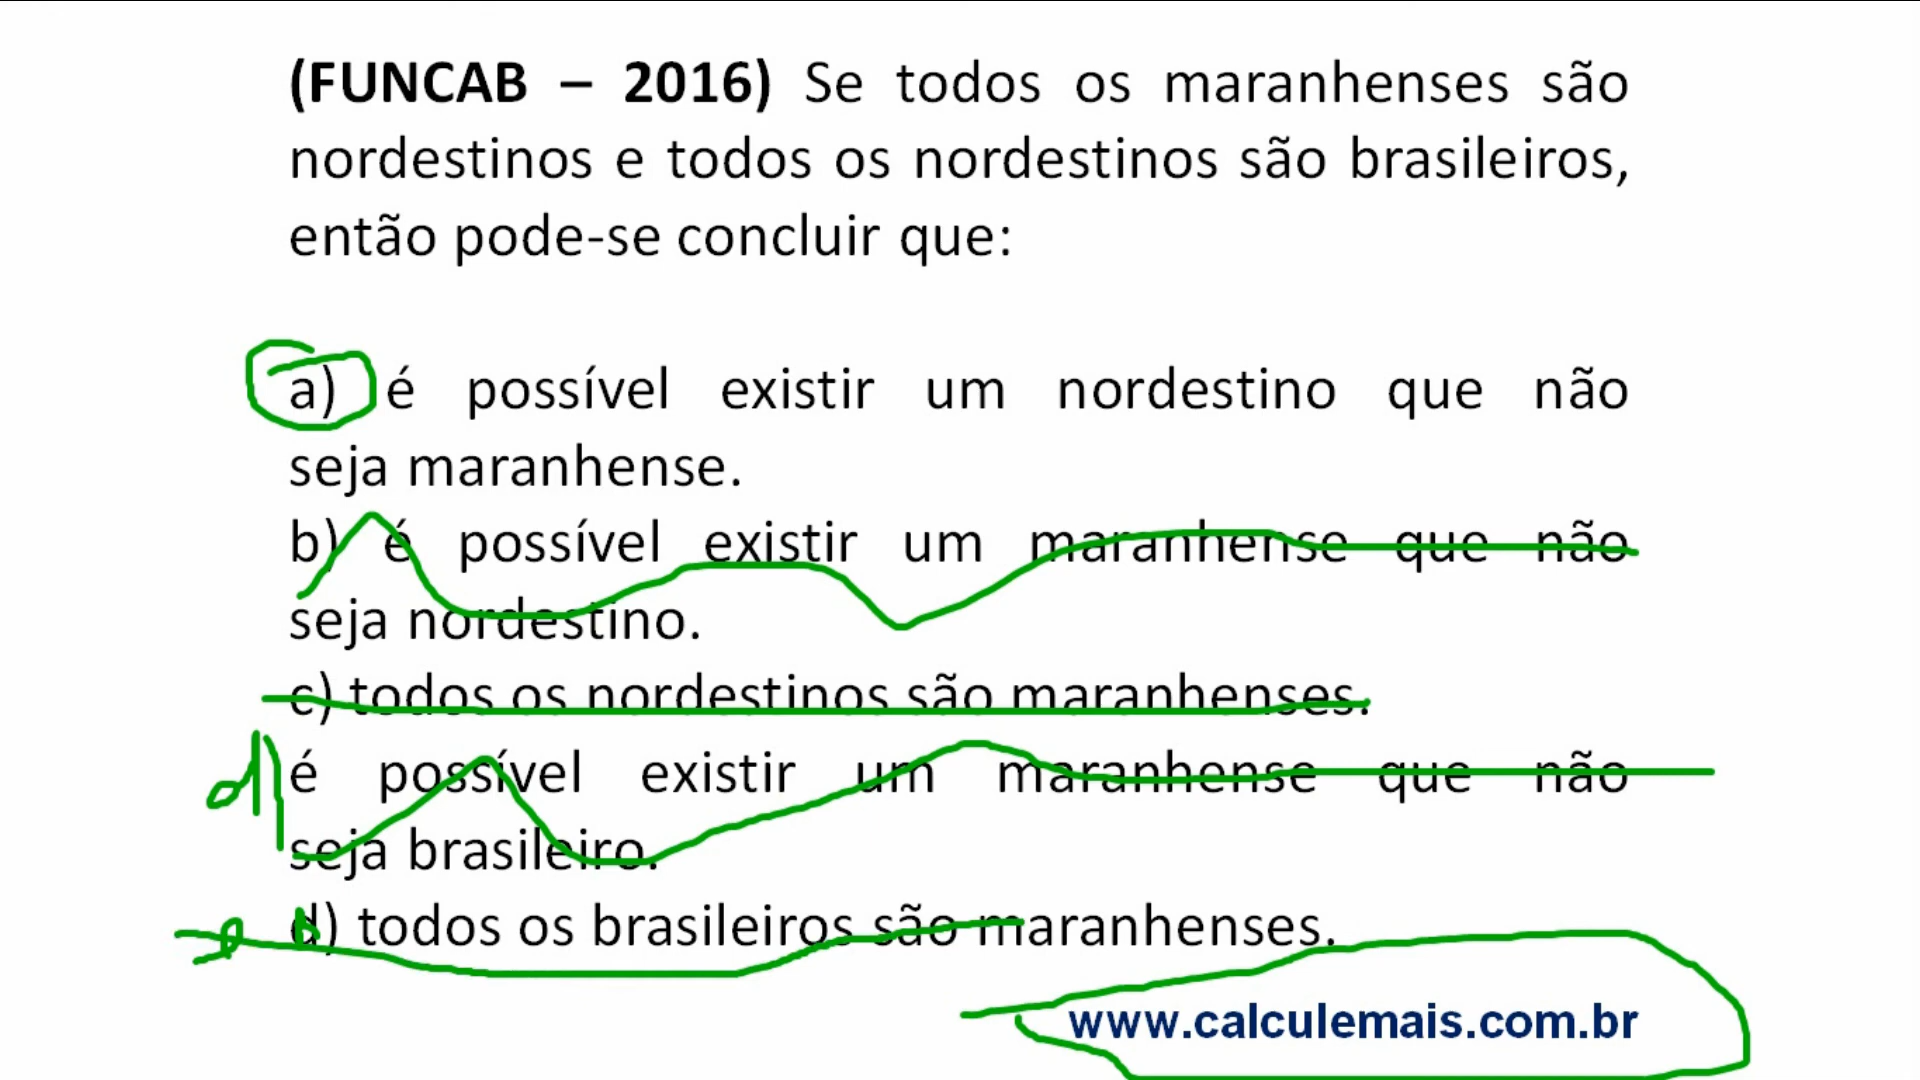 (FUNCAB – 2016) Se todos os maranhenses são
nordestinos e todos os nordestinos são brasileiros,
então pode-se concluir que:
a) é possível existir um nordestino que não
seja maranhense.
b) é possível existir um maranhense que não
seja nordestino.
c) todos os nordestinos são maranhenses.
d) é possível existir um maranhense que não
seja brasileiro.
e d) todos os brasileiros são maranhenses.
www.calculemais.com.br